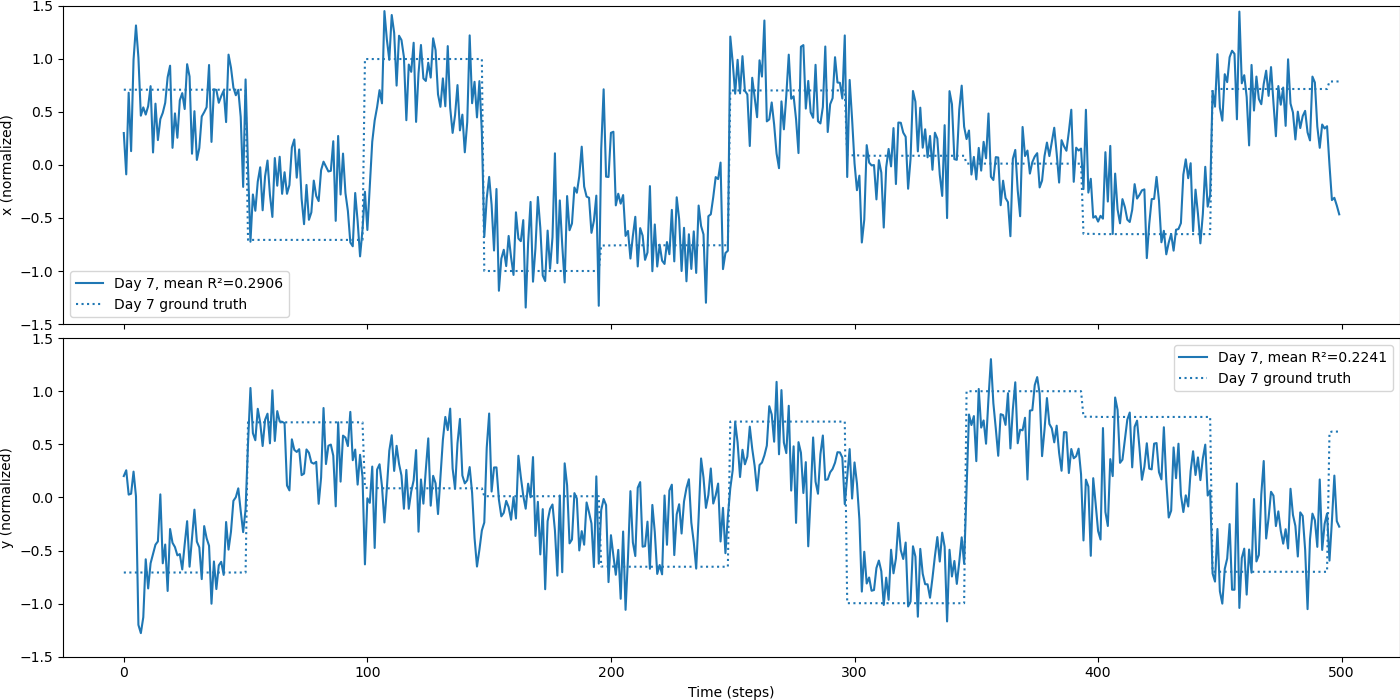 1.5
1.0
0.5
0.0
−0.5
−1.0
−1.5
x (normalized)
Day 7, mean R²=0.2906
Day 7 ground truth
1.5
1.0
0.5
0.0
−0.5
−1.0
−1.5
y (normalized)
Day 7, mean R²=0.2241
Day 7 ground truth
0 100 200 300 400 500
Time (steps)